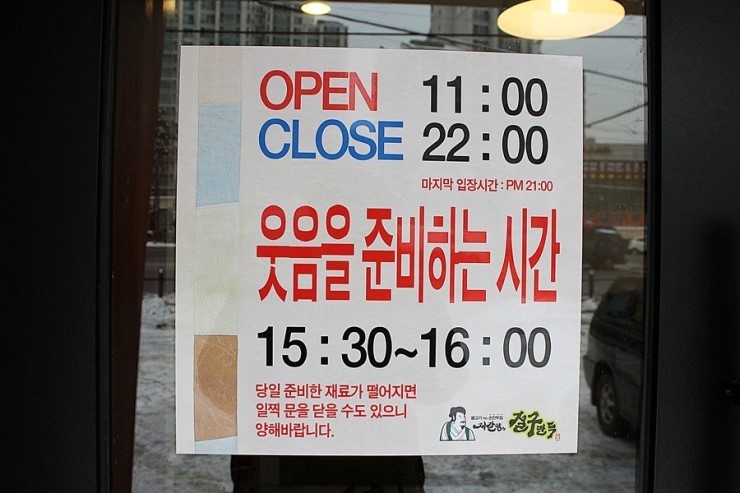 OPEN 11 : 00
CLOSE 22 : 00
마지막 입장시간 : PM 21:00
웃음을 준비하는 시간
15 : 30~16 : 00
당일 준비한 재료가 떨어지면
일찍 문을 닫을 수도 있으니
양해바랍니다.